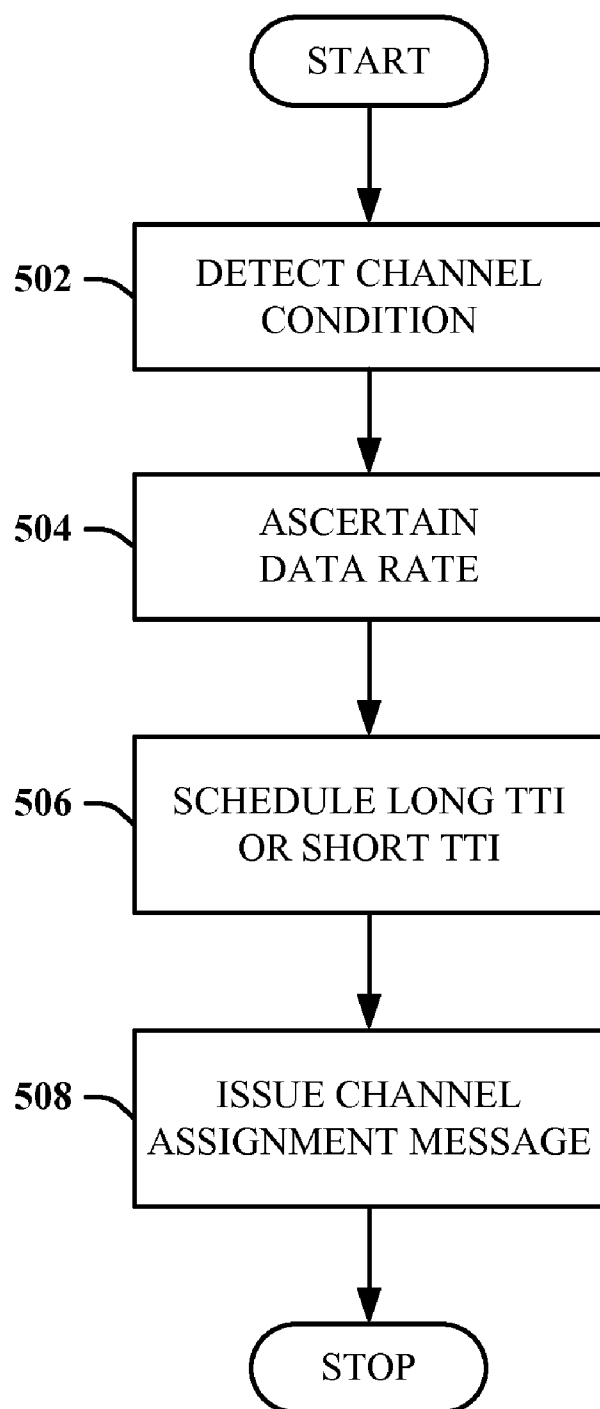 START
502
DETECT CHANNEL
CONDITION
504
ASCERTAIN
DATA RATE
506
SCHEDULE LONG TTI
OR SHORT TTI
508
ISSUE CHANNEL
ASSIGNMENT MESSAGE
STOP